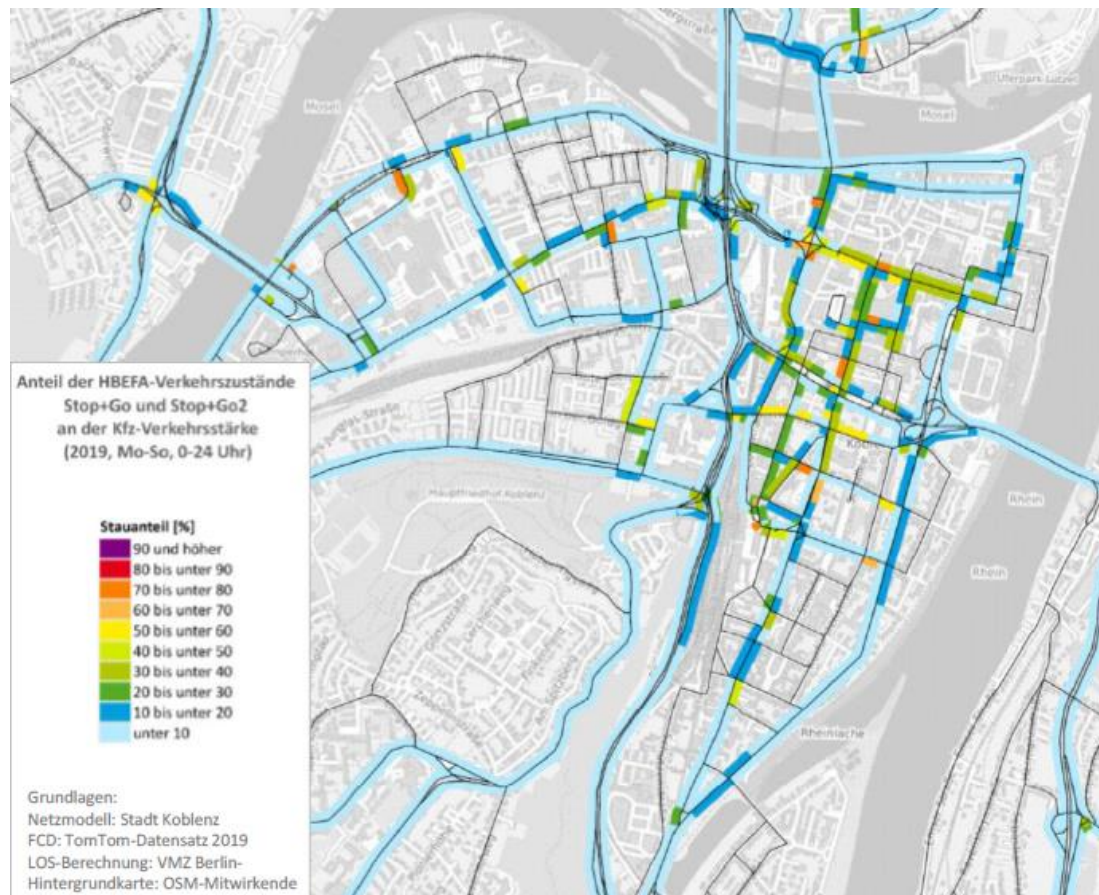 Mosel
Mosel
Anteil der HBEFA-Verkehrszustände
Stop+Go und Stop+Go2
an der Kfz-Verkehrsstärke
(2019, Mo-So, 0-24 Uhr)
Stauanteil [%]
90 und höher
80 bis unter 90
70 bis unter 80
60 bis unter 70
50 bis unter 60
40 bis unter 50
30 bis unter 40
20 bis unter 30
10 bis unter 20
unter 10
Grundlagen:
Netzmodell: Stadt Koblenz
FCD: TomTom-Datensatz 2019
LOS-Berechnung: VMZ Berlin-
Hintergrundkarte: OSM-Mitwirkende
Hauptfriedhof Koblenz
Rhein
Rhein
Rheinlache